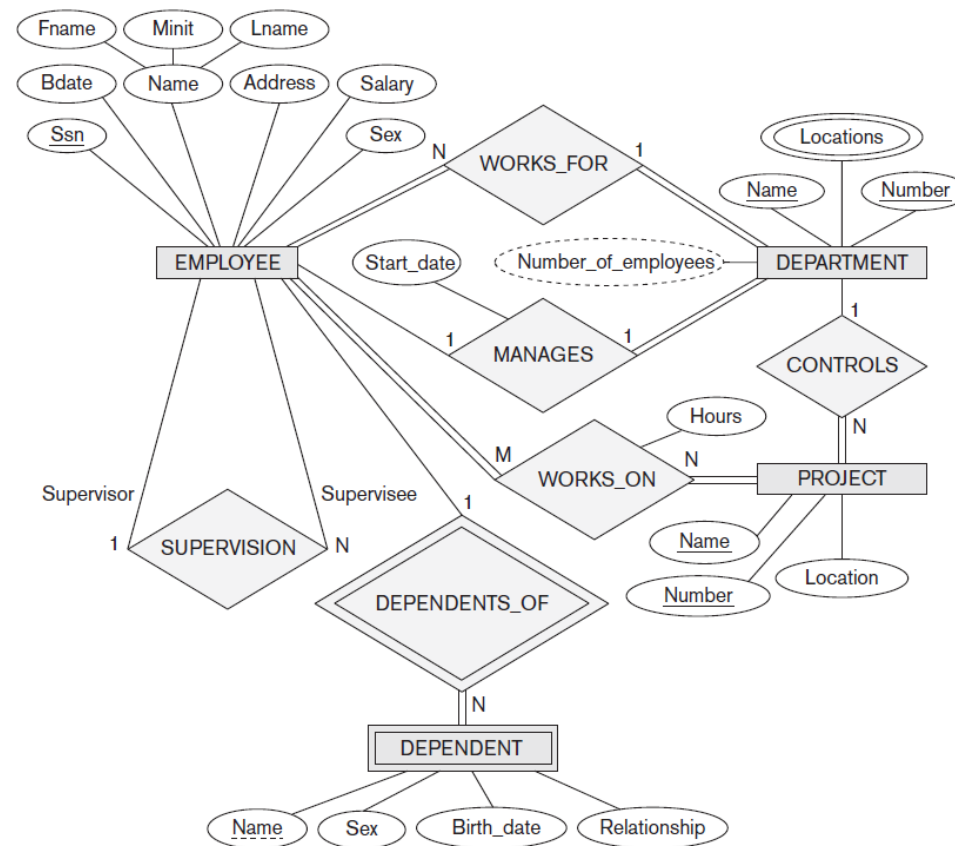 Fname
Minit
Lname
Bdate
Name
Address
Salary
Ssn
Sex
N
WORKS_FOR
1
Locations
Name
Number
EMPLOYEE
Start_date
Number_of_employees
DEPARTMENT
1
MANAGES
1
1
CONTROLS
N
Hours
M
WORKS_ON
N
PROJECT
Supervisor
Supervisee
1
SUPERVISION
N
1
Name
Number
Location
DEPENDENTS_OF
N
DEPENDENT
Name
Sex
Birth_date
Relationship